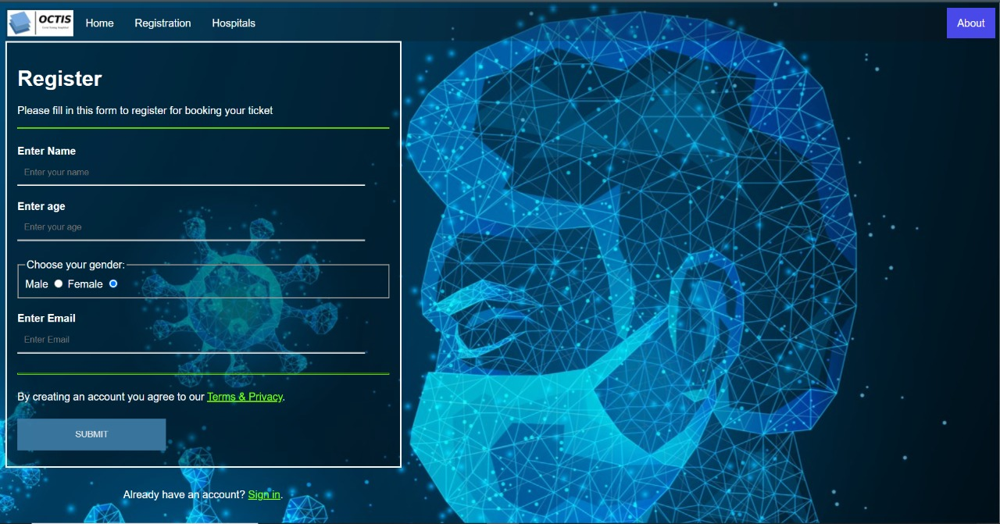 OCTIS
Home
Registration
Hospitals
About
Register
Please fill in this form to register for booking your ticket
Enter Name
Enter your name
Enter age
Enter your age
Choose your gender:
Male Female
Enter Email
Enter Email
By creating an account you agree to our Terms & Privacy.
SUBMIT
Already have an account? Sign in.